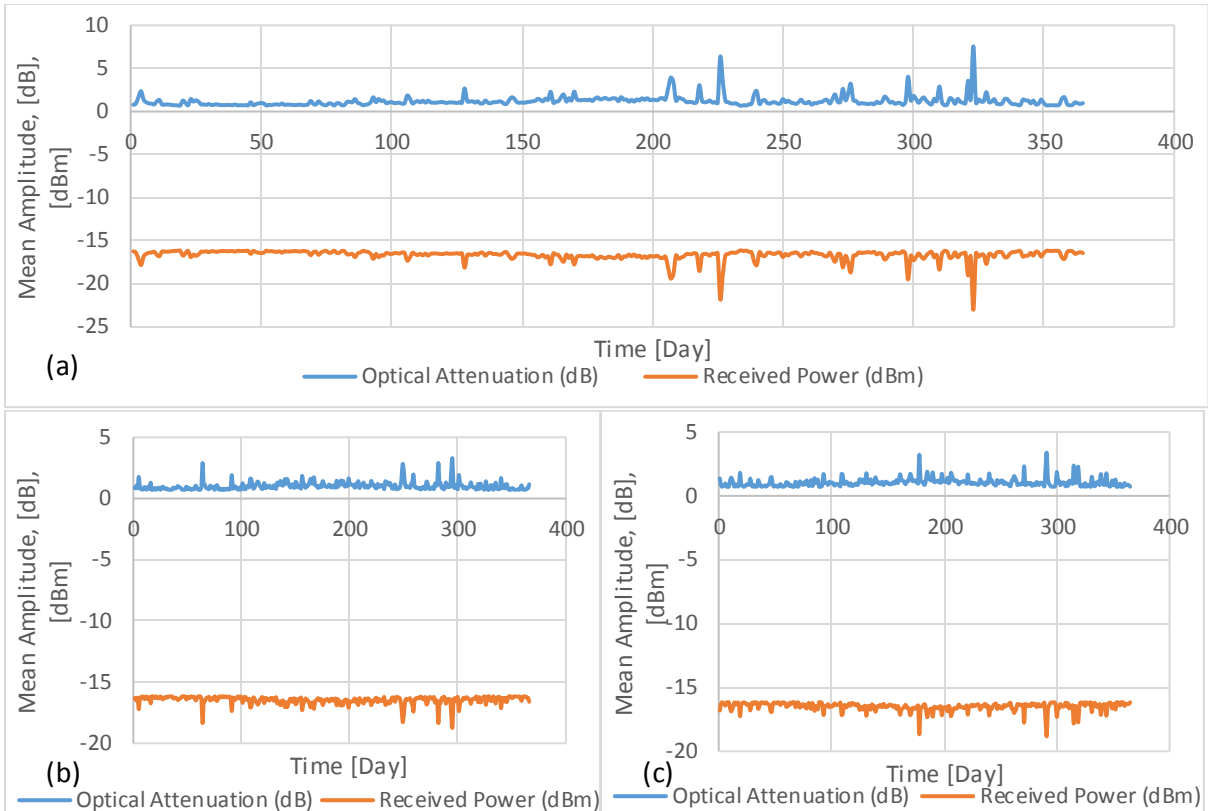 10
5
0
-5
-10
-15
-20
-25
0 50 100 150 200 250 300 350 400
Mean Amplitude, [dB],
[dBm]
Time [Day]
(a)
Optical Attenuation (dB) Received Power (dBm)
5
0
-5
-10
-15
-20
0 100 200 300 400
Mean Amplitude, [dB],
[dBm]
Time [Day]
(b)
Optical Attenuation (dB) Received Power (dBm)
5
0
-5
-10
-15
-20
0 100 200 300 400
Mean Amplitude, [dB],
[dBm]
Time [Day]
(c)
Optical Attenuation (dB) Received Power (dBm)